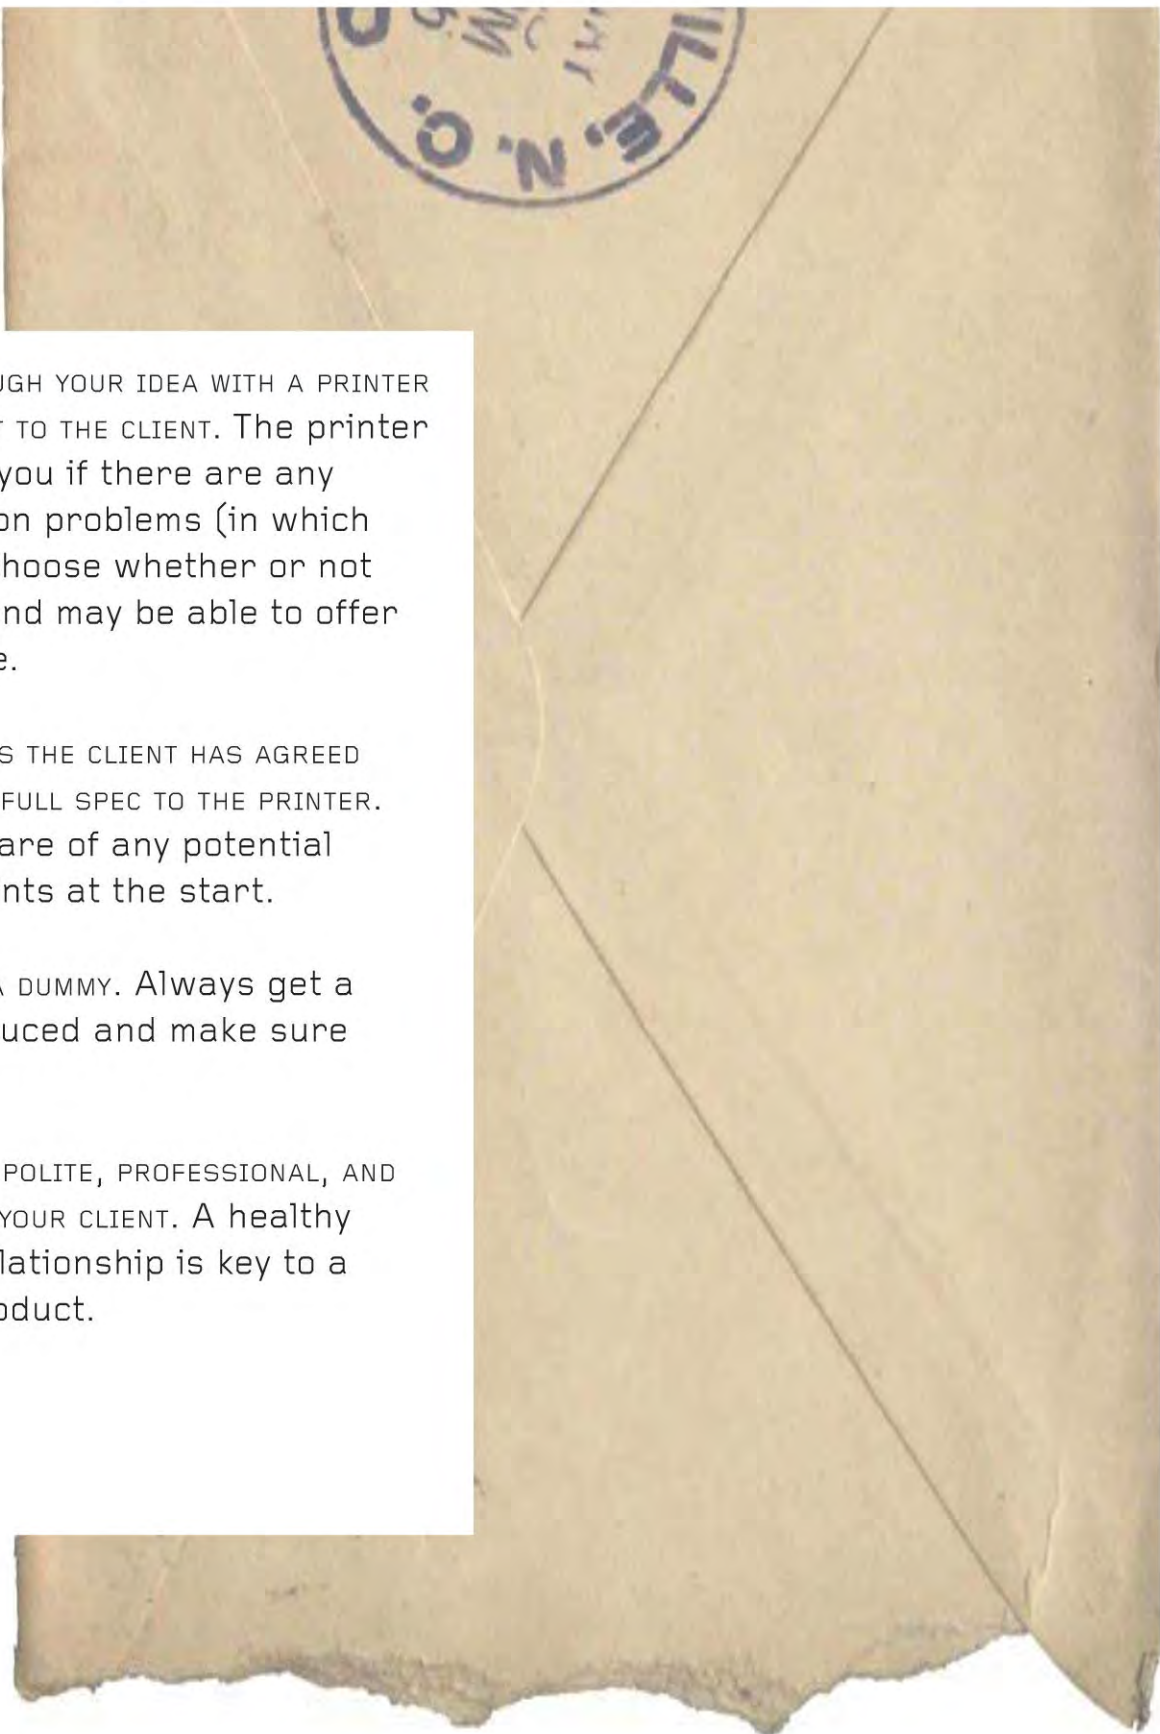 ILLE, N. C.
UGH YOUR IDEA WITH A PRINTER
T TO THE CLIENT. The printer
you if there are any
on problems (in which
hoose whether or not
nd may be able to offer
e.
S THE CLIENT HAS AGREED
FULL SPEC TO THE PRINTER.
are of any potential
nts at the start.
A DUMMY. Always get a
uced and make sure
POLITE, PROFESSIONAL, AND
YOUR CLIENT. A healthy
lationship is key to a
oduct.